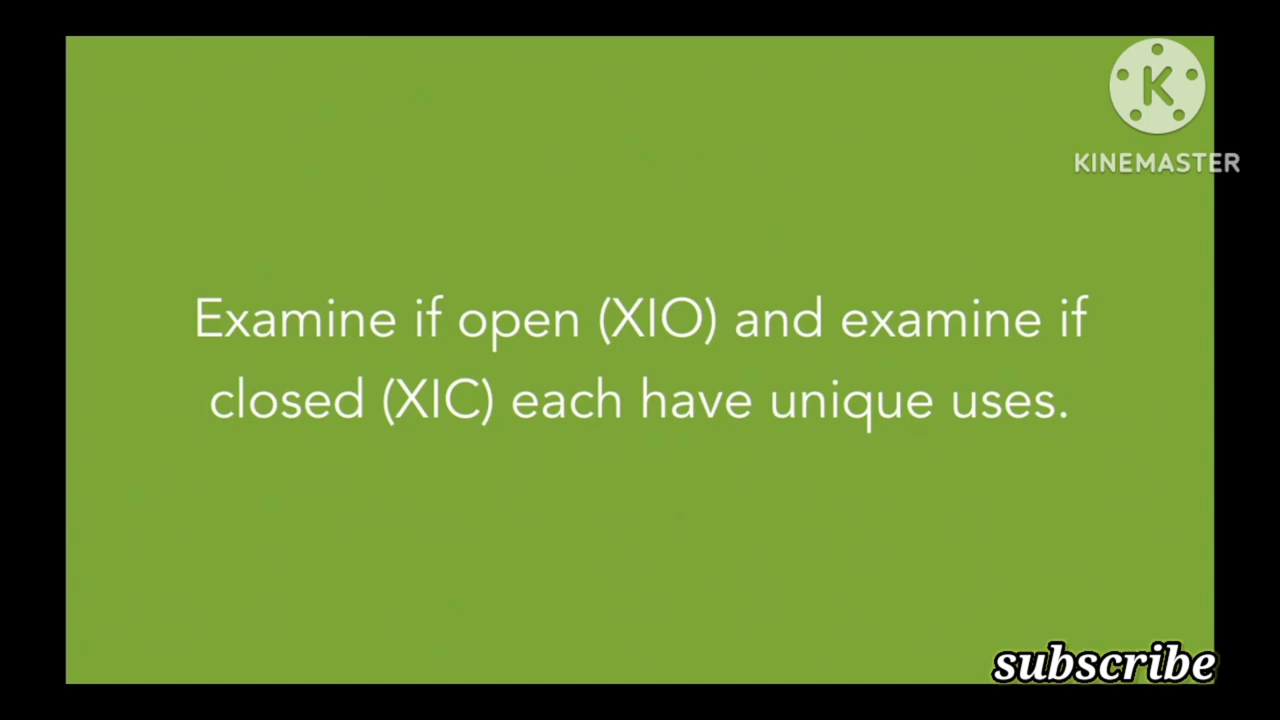 K
KINEMASTER
Examine if open (XIO) and examine if
closed (XIC) each have unique uses.
subscribe